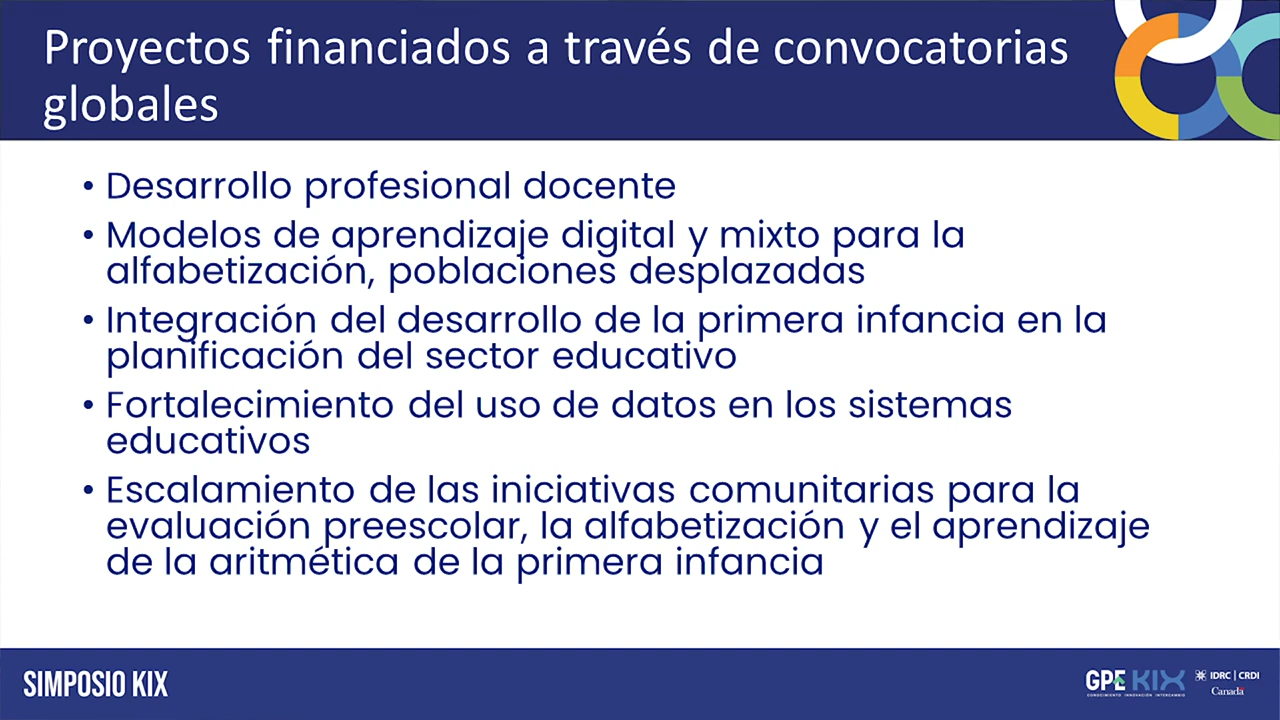 Proyectos financiados a través de convocatorias
globales
• Desarrollo profesional docente
• Modelos de aprendizaje digital y mixto para la
alfabetización, poblaciones desplazadas
• Integración del desarrollo de la primera infancia en la
planificación del sector educativo
• Fortalecimiento del uso de datos en los sistemas
educativos
• Escalamiento de las iniciativas comunitarias para la
evaluación preescolar, la alfabetización y el aprendizaje
de la aritmética de la primera infancia
SIMPOSIO KIX
GPE KIX
CONOCIMIENTO INNOVACIÓN INTERCAMBIO
IDRC | CRDI
Canada